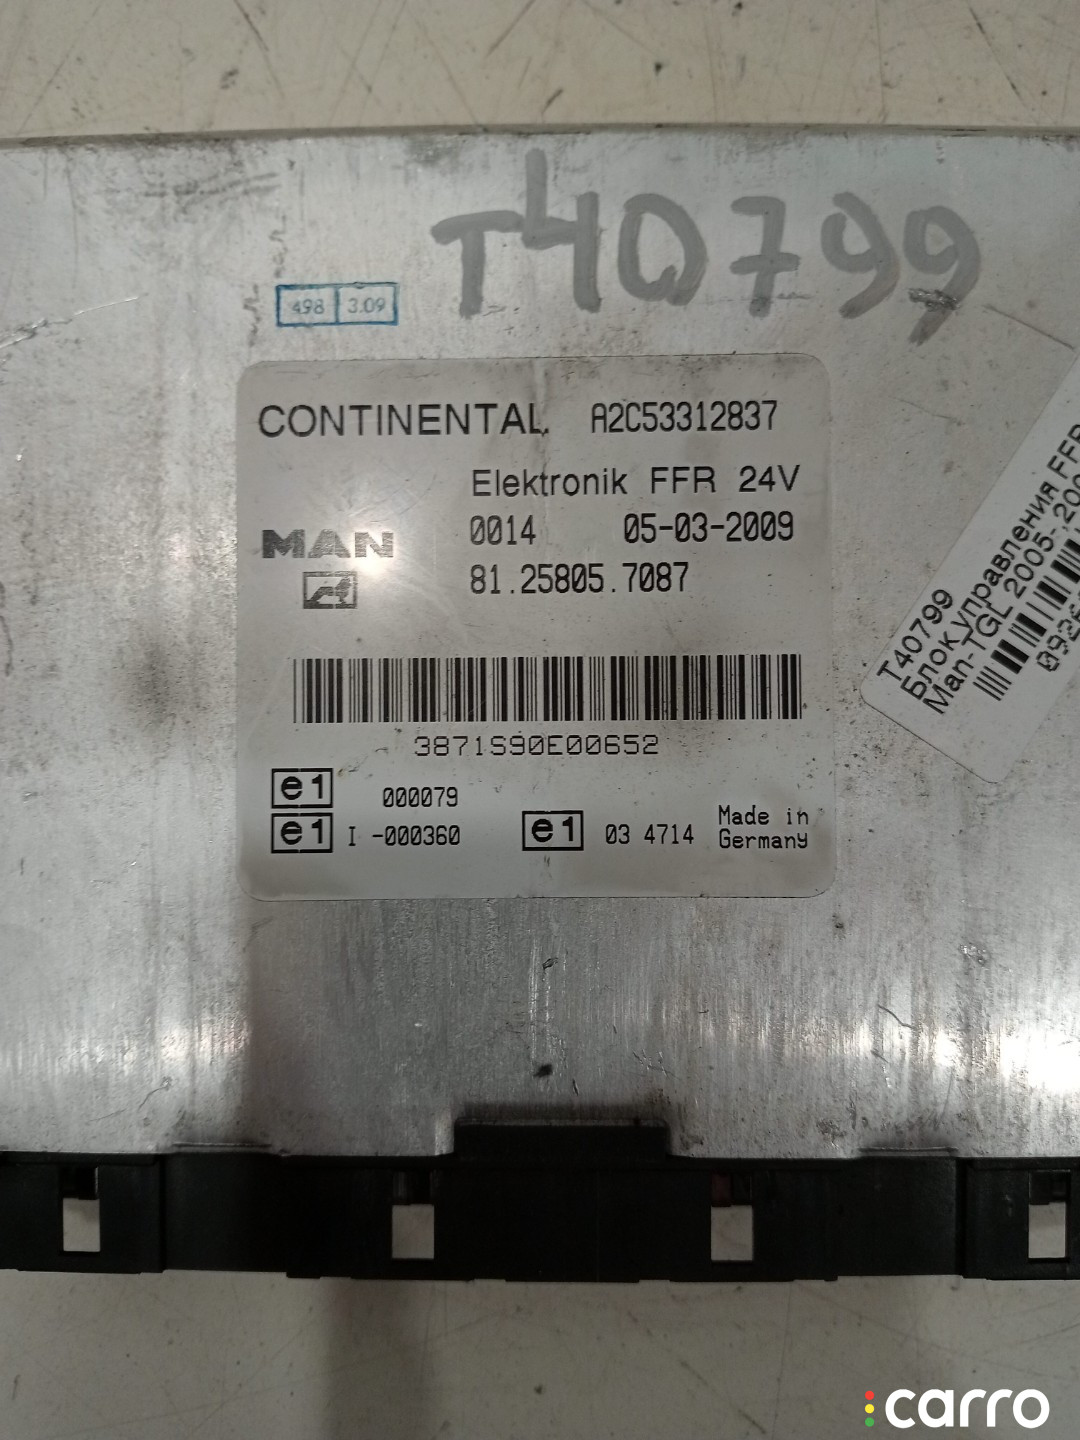 T40799
498 3.09
CONTINENTAL. A2C53312837
Elektronik FFR 24V
MAN 0014 05-03-2009
81.25805.7087
3871S90E00652
e1 000079
e1 I -000360 e1 03 4714 Made in
Germany
T40799
Блок управления FFR
Man-TGL 2005-
carro